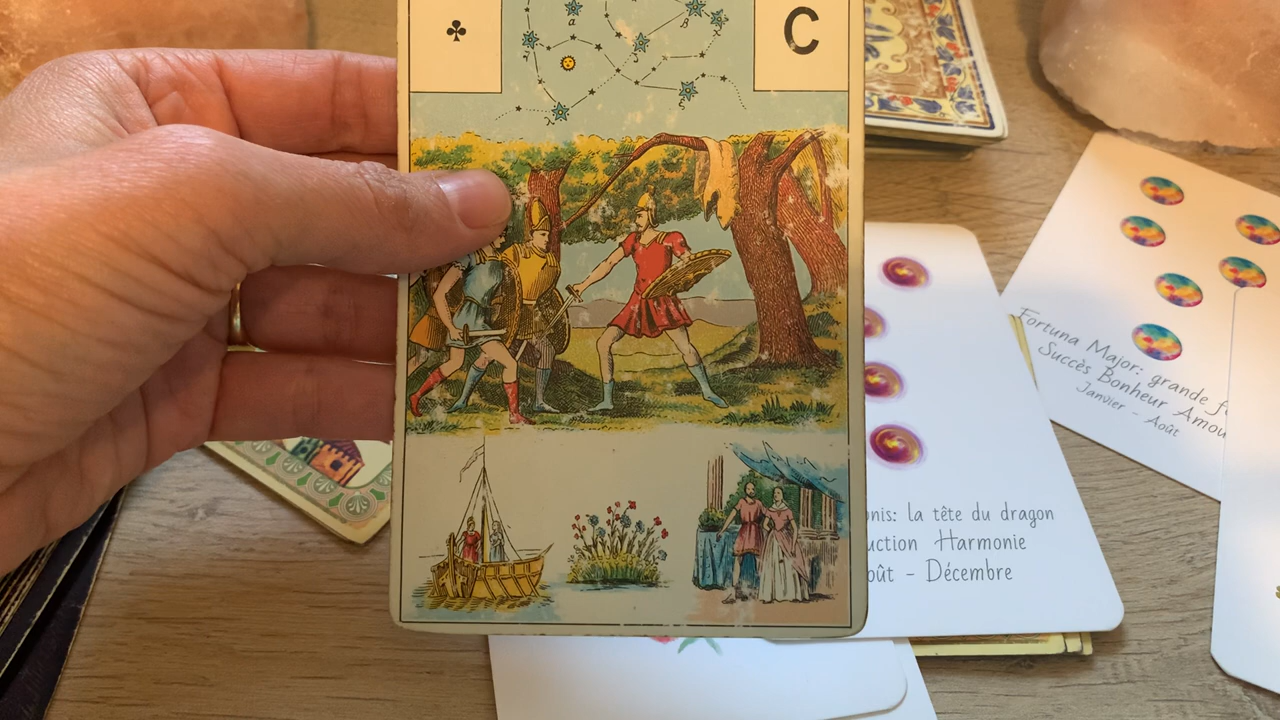 ♣ C
Fortuna Major: grande f
Succès Bonheur Amou
Janvier - Août
nis: la tête du dragon
uction Harmonie
oût - Décembre